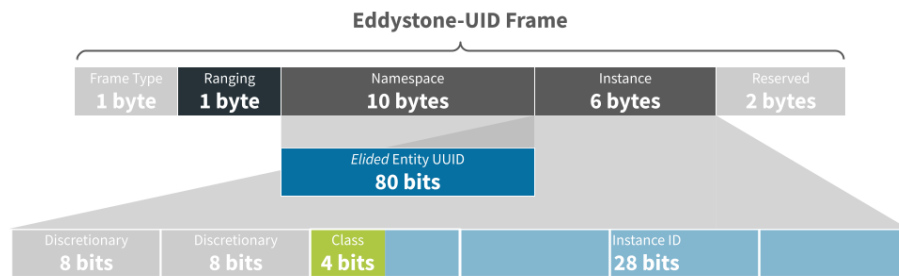 Eddystone-UID Frame
Frame Type Ranging Namespace Instance Reserved
1 byte 1 byte 10 bytes 6 bytes 2 bytes
Elided Entity UUID
80 bits
Discretionary Discretionary Class Instance ID
8 bits 8 bits 4 bits 28 bits